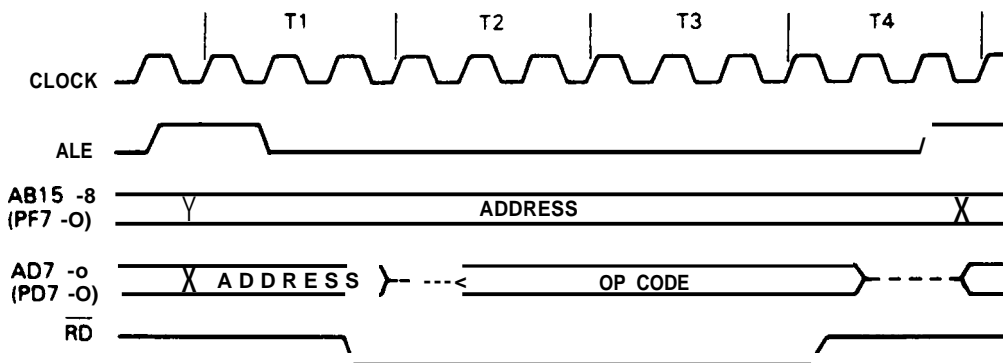 T1 T2 T3 T4
CLOCK
ALE
AB15 -8
(PF7 -O)
Y ADDRESS X
AD7 -o
(PD7 -O)
X ADDRESS ----< OP CODE
RD